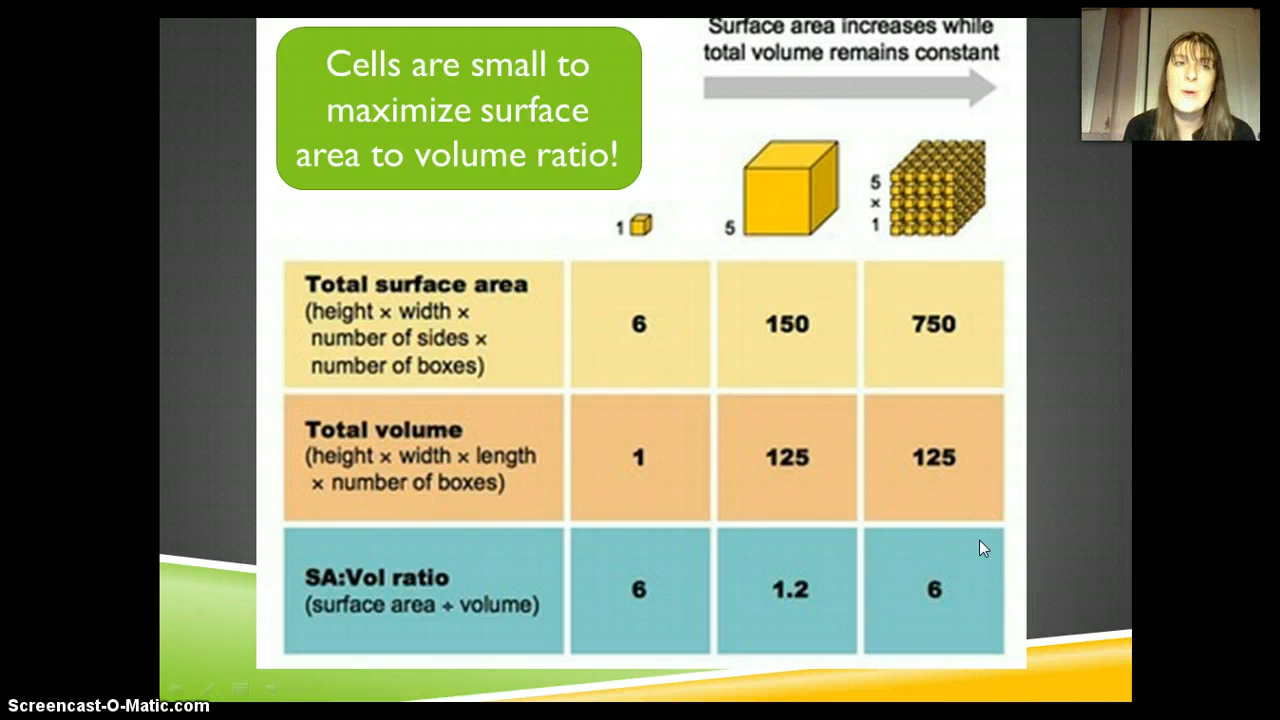 Cells are small to
maximize surface
area to volume ratio!
Surface area increases while
total volume remains constant
1
5
5
×
1
Total surface area
(height × width ×
number of sides ×
number of boxes)
6
150
750
Total volume
(height × width × length
× number of boxes)
1
125
125
SA:Vol ratio
(surface area ÷ volume)
6
1.2
6
Screencast-O-Matic.com